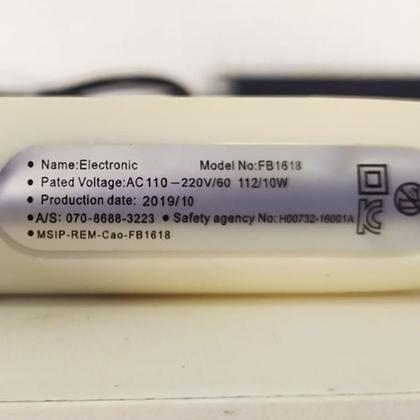 • Name:Electronic Model No:FB1618
• Pated Voltage:AC110-220V/60 112/10W
• Production date: 2019/10
• A/S: 070-8688-3223 • Safety agency No: H00732-16001A
• MSIP-REM-Cao-FB1618